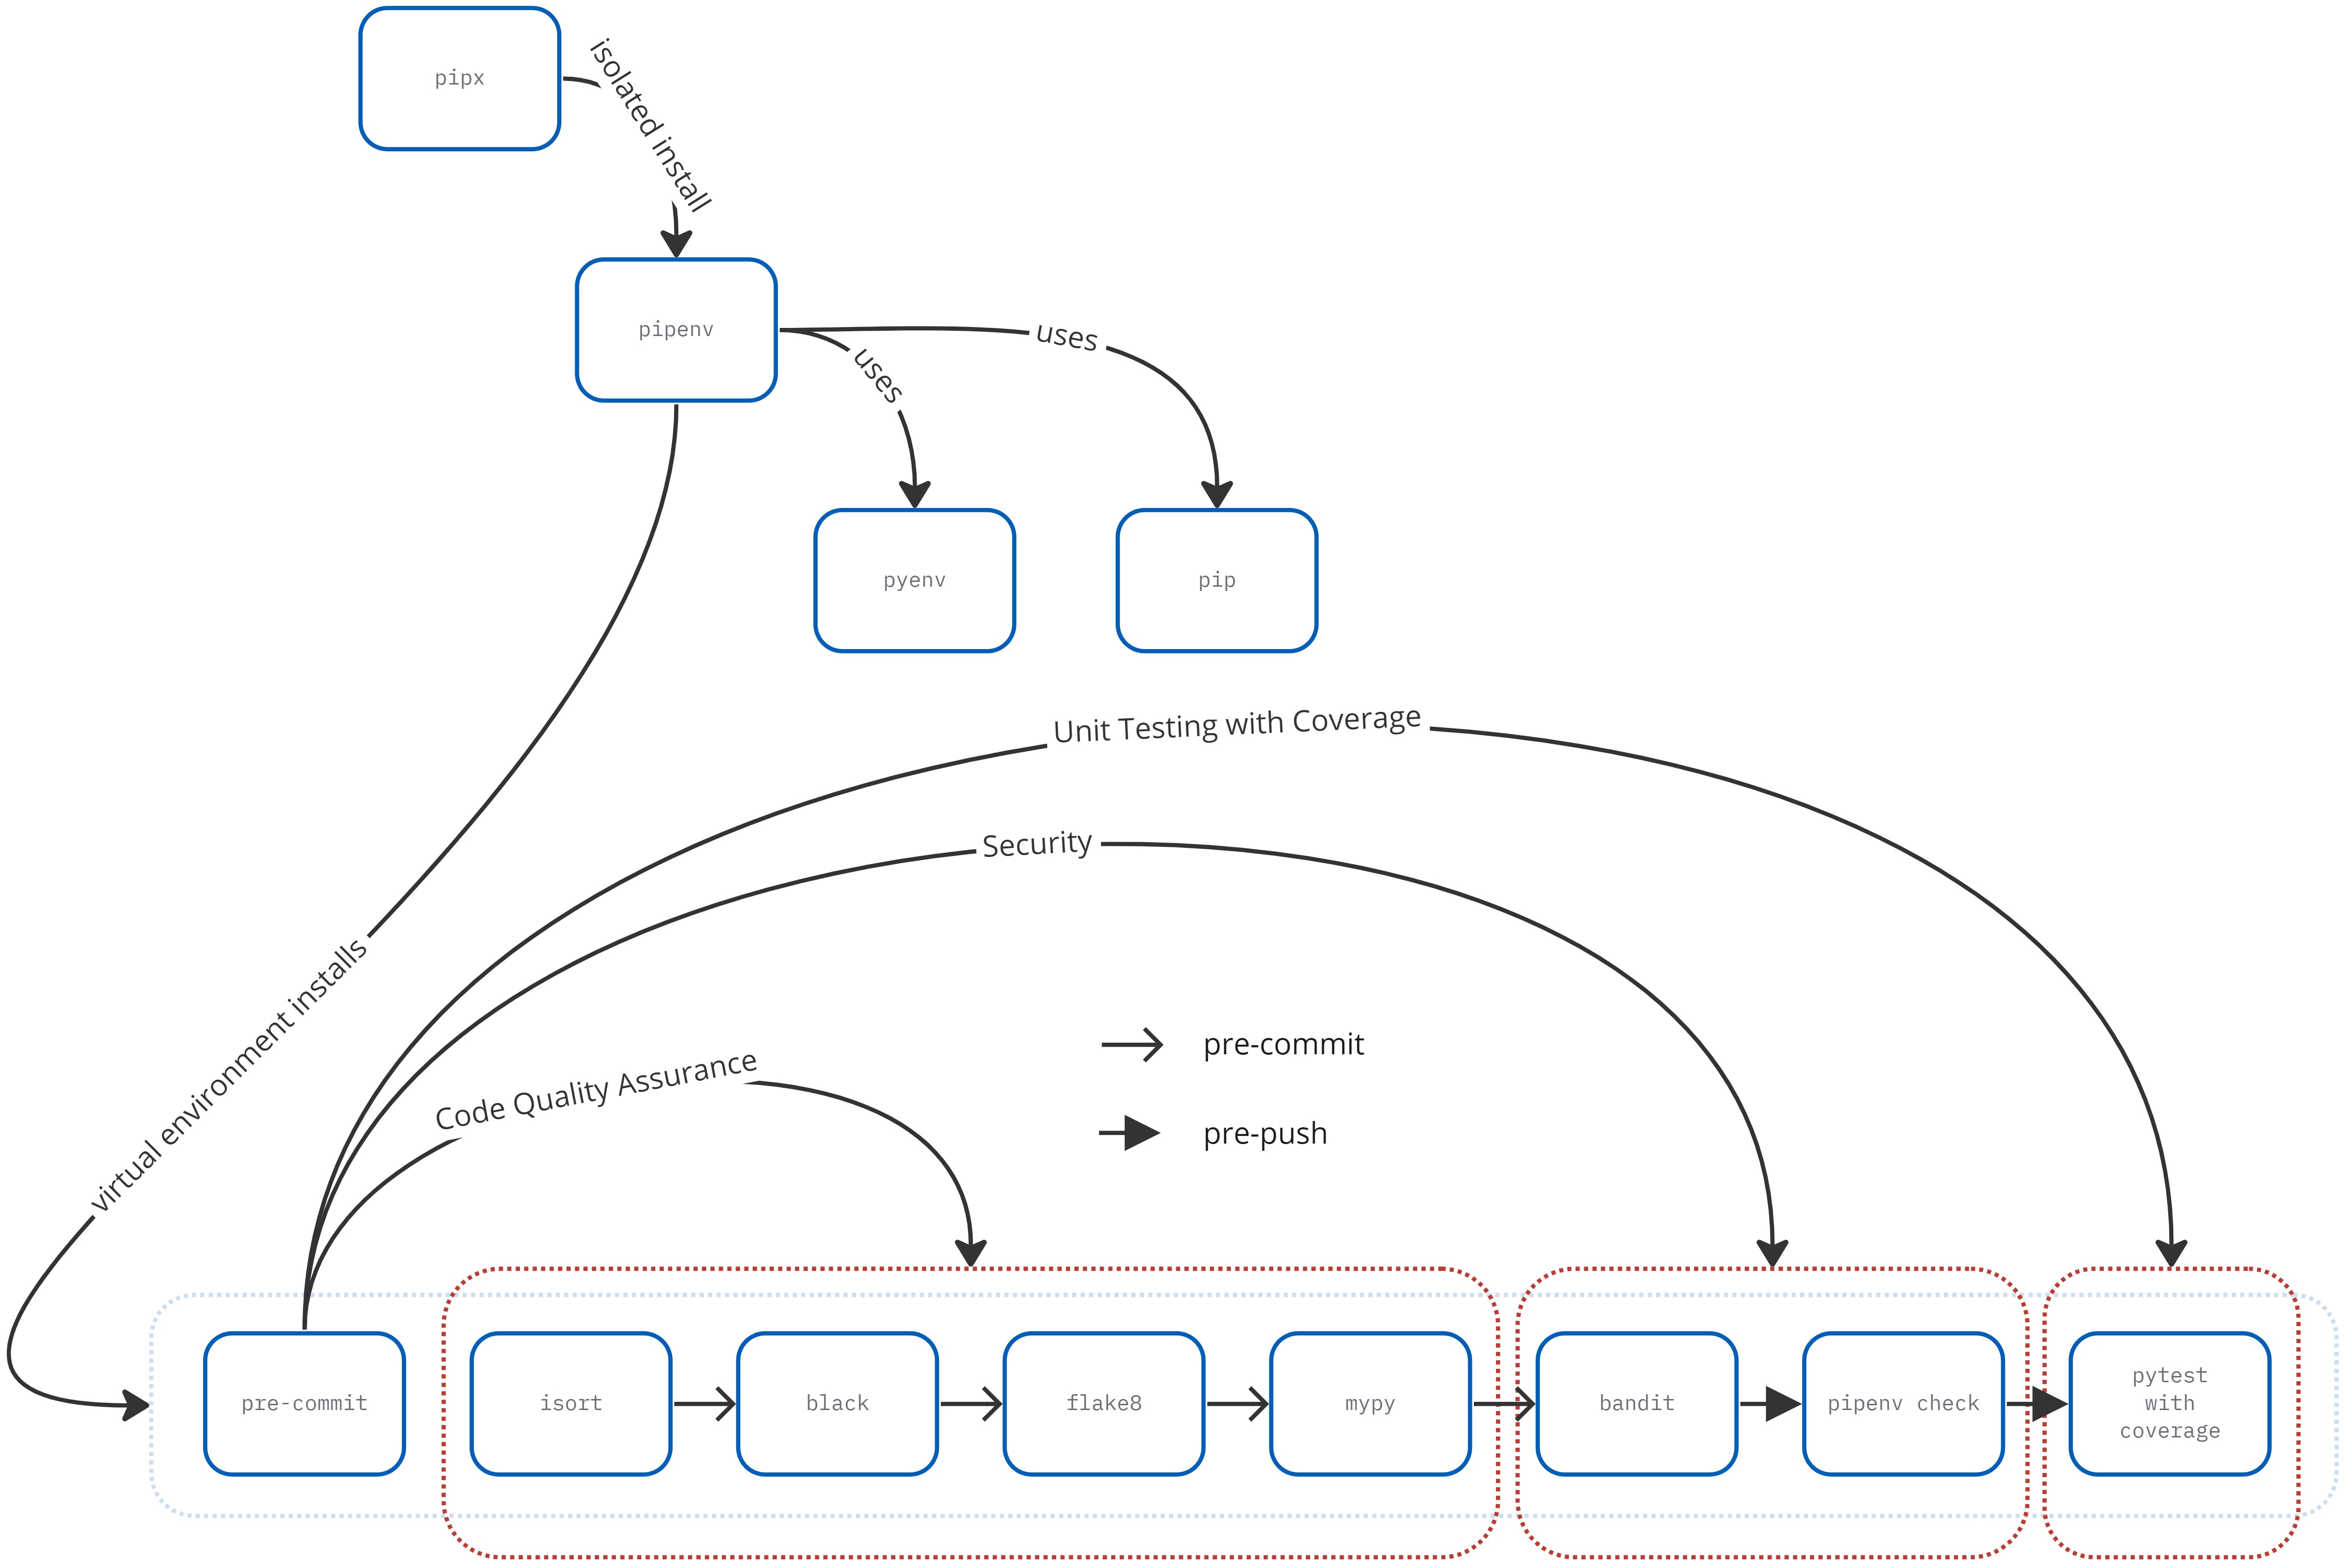 pipx
isolated install
pipenv
uses
uses
pyenv
pip
Unit Testing with Coverage
Security
virtual environment installs
Code Quality Assurance
pre-commit
pre-push
pre-commit
isort
black
flake8
mypy
bandit
pipenv check
pytest
with
coverage